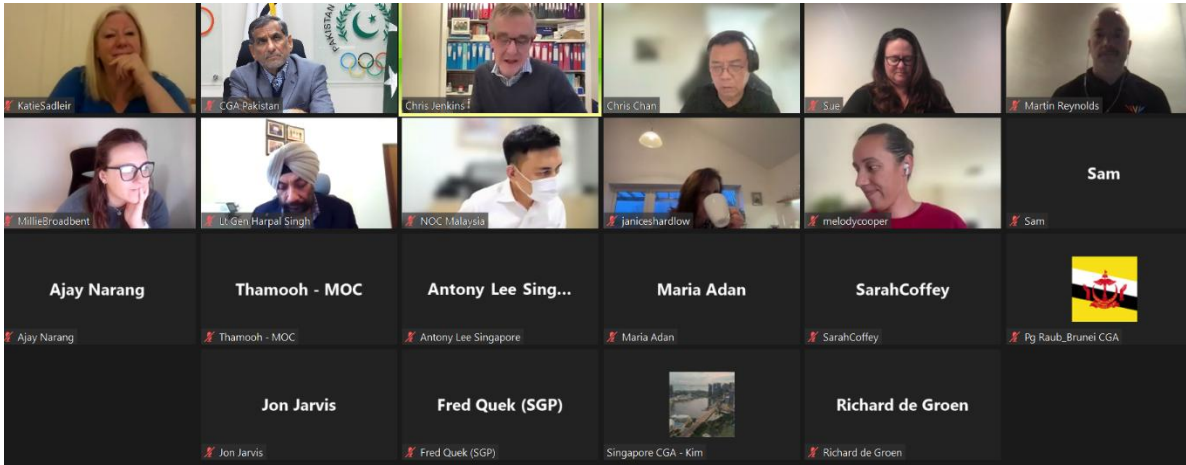 KatieSadleir
PAKISTAN
CGA Pakistan
Chris Jenkins
Chris Chan
Sue
Martin Reynolds
MillieBroadbent
Lt Gen Harpal Singh
NOC Malaysia
janiceshardlow
melodycooper
Sam
Sam
Ajay Narang
Thamooh - MOC
Antony Lee Sing...
Maria Adan
SarahCoffey
Ajay Narang
Thamooh - MOC
Antony Lee Singapore
Maria Adan
SarahCoffey
Pg Raub_Brunei CGA
Jon Jarvis
Fred Quek (SGP)
Richard de Groen
Jon Jarvis
Fred Quek (SGP)
Singapore CGA - Kim
Richard de Groen